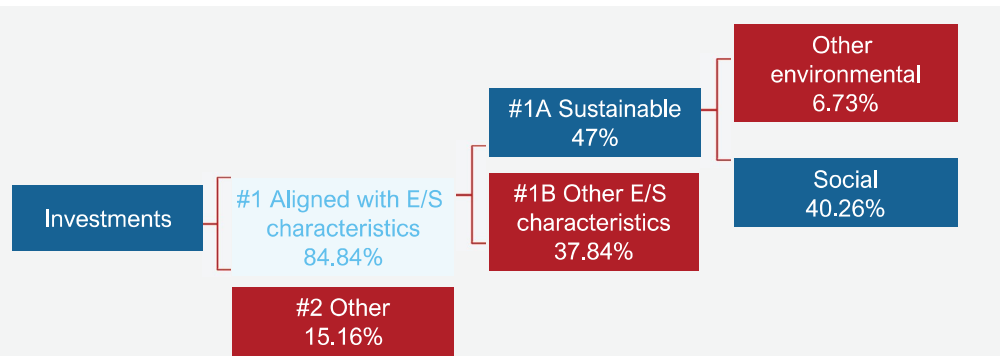 Investments
#1 Aligned with E/S
characteristics
84.84%
#2 Other
15.16%
#1A Sustainable
47%
#1B Other E/S
characteristics
37.84%
Other
environmental
6.73%
Social
40.26%